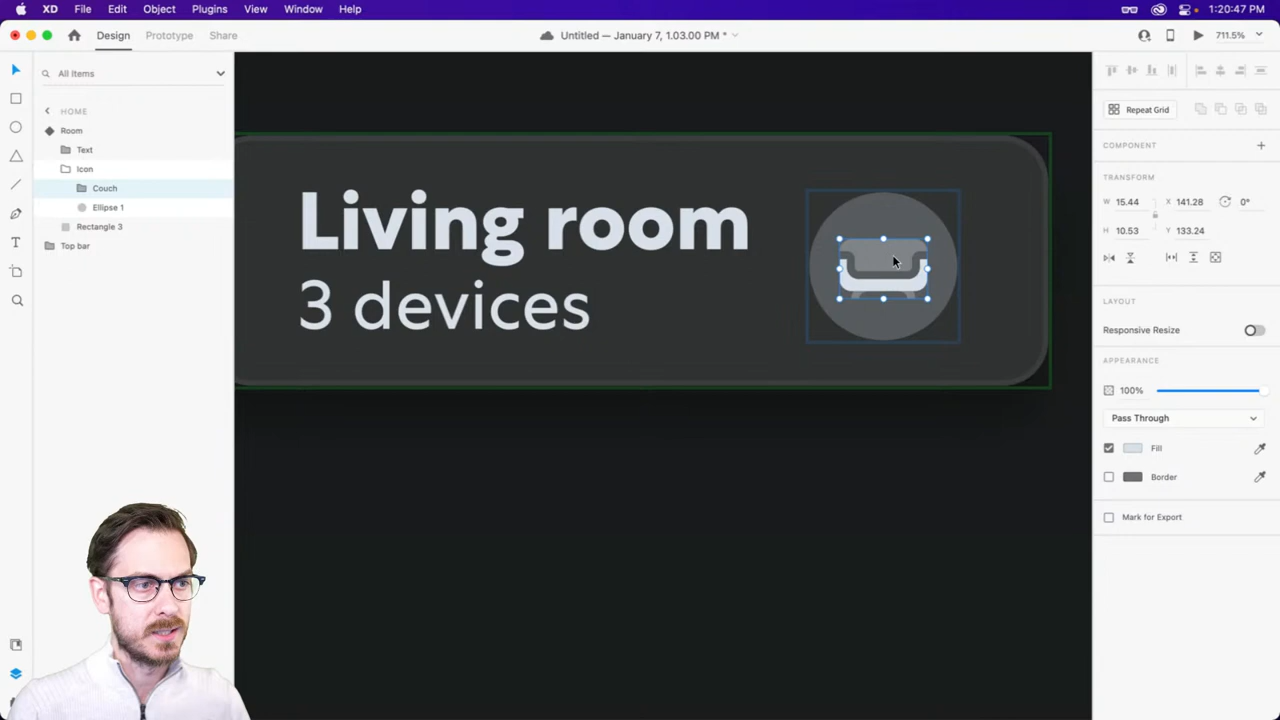 XD File Edit Object Plugins View Window Help 1:20:47 PM
Design Prototype Share Untitled — January 7, 1.03.00 PM * 711.5%
All Items
HOME
Room
Text
Icon
Couch
Ellipse 1
Rectangle 3
Top bar
Living room
3 devices
Repeat Grid
COMPONENT
TRANSFORM
W 15.44 X 141.28 0°
H 10.53 Y 133.24
LAYOUT
Responsive Resize
APPEARANCE
100%
Pass Through
Fill
Border
Mark for Export